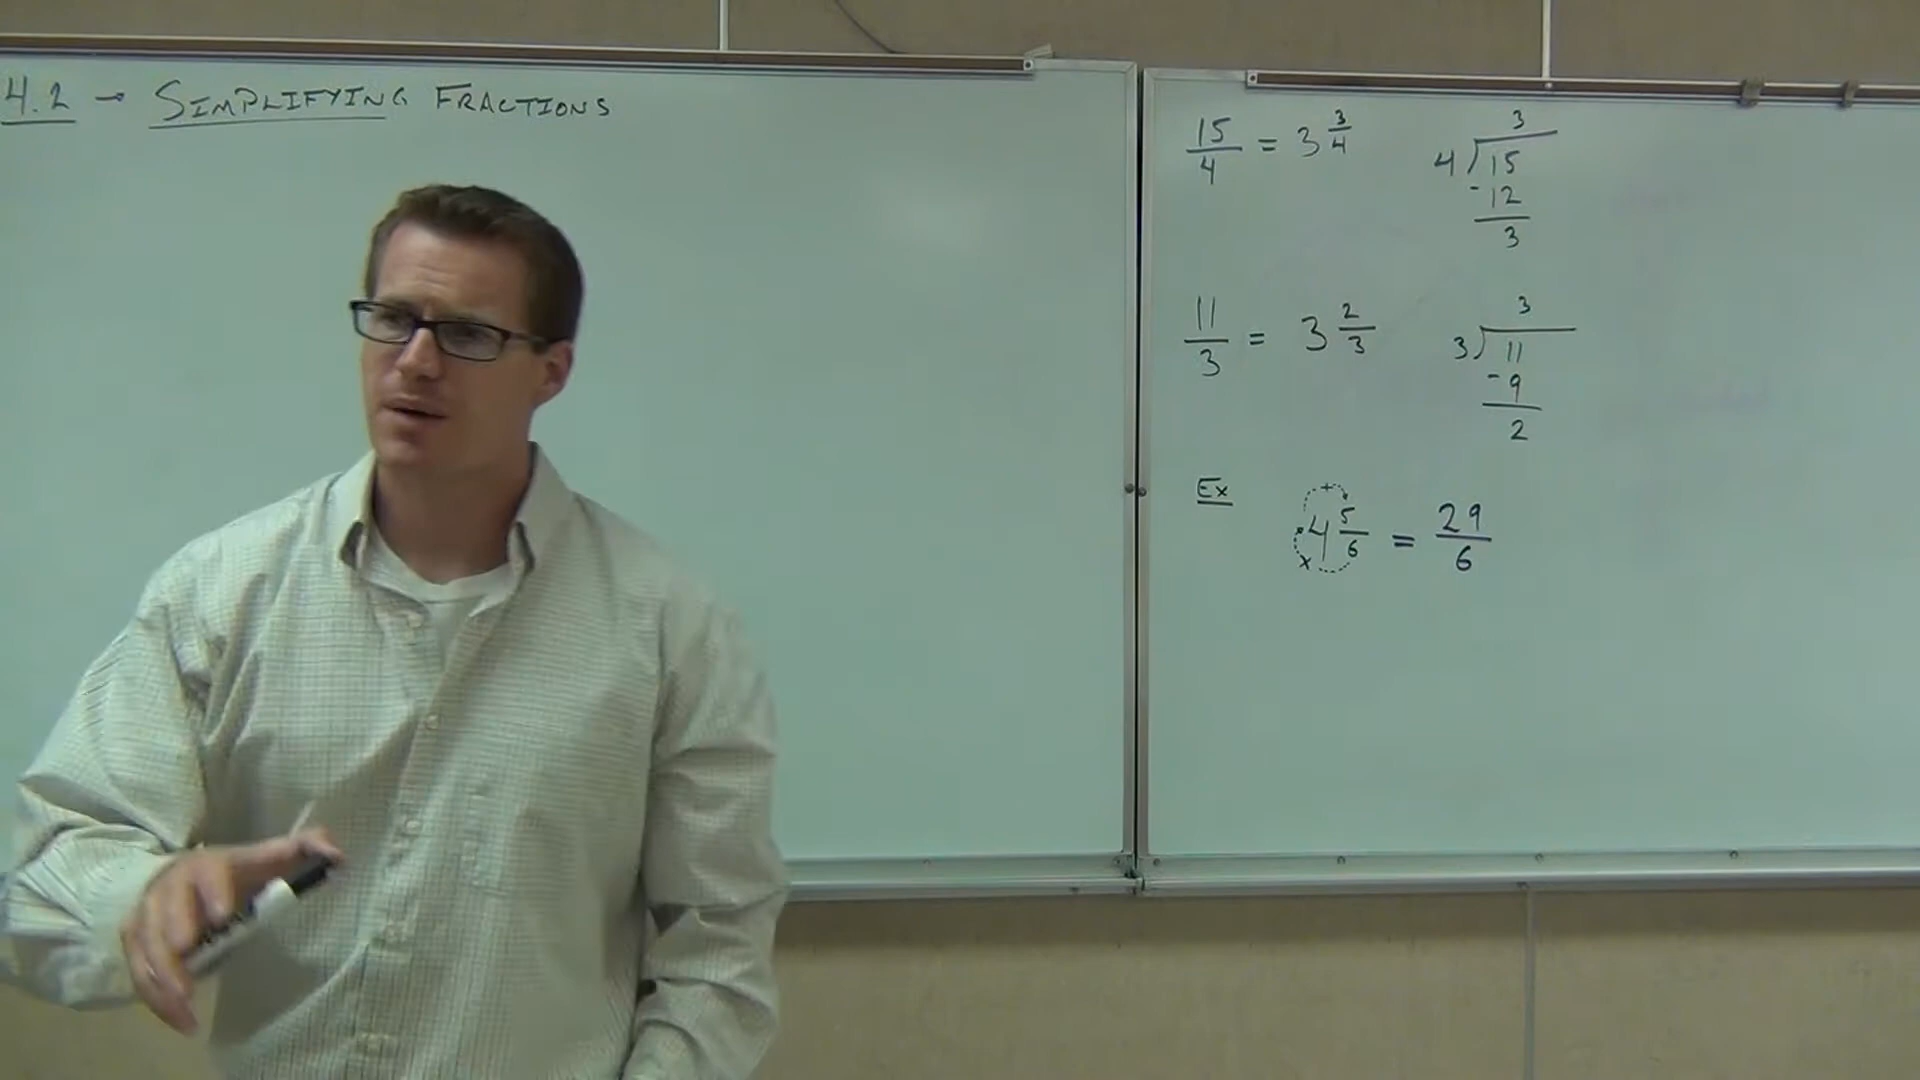 4.2 → SIMPLIFYING FRACTIONS
15/4 = 3 3/4
3
4)15
-12
3
11/3 = 3 2/3
3
3)11
-9
2
Ex
+
4 5/6 = 29/6
x